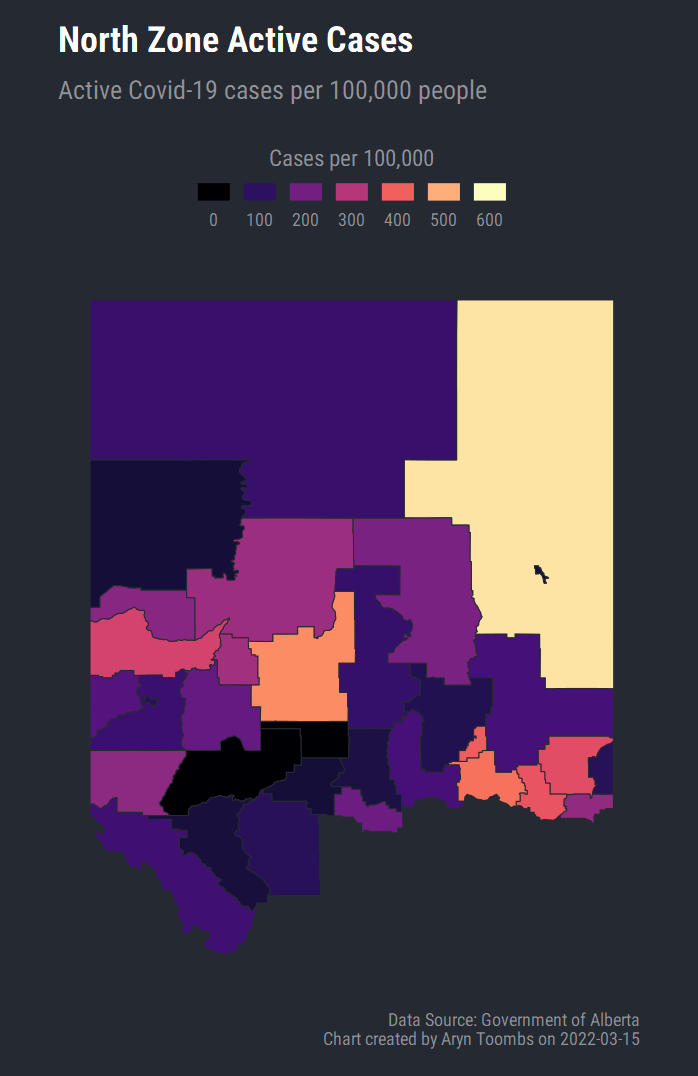 North Zone Active Cases
Active Covid-19 cases per 100,000 people
Cases per 100,000
0 100 200 300 400 500 600
Data Source: Government of Alberta
Chart created by Aryn Toombs on 2022-03-15